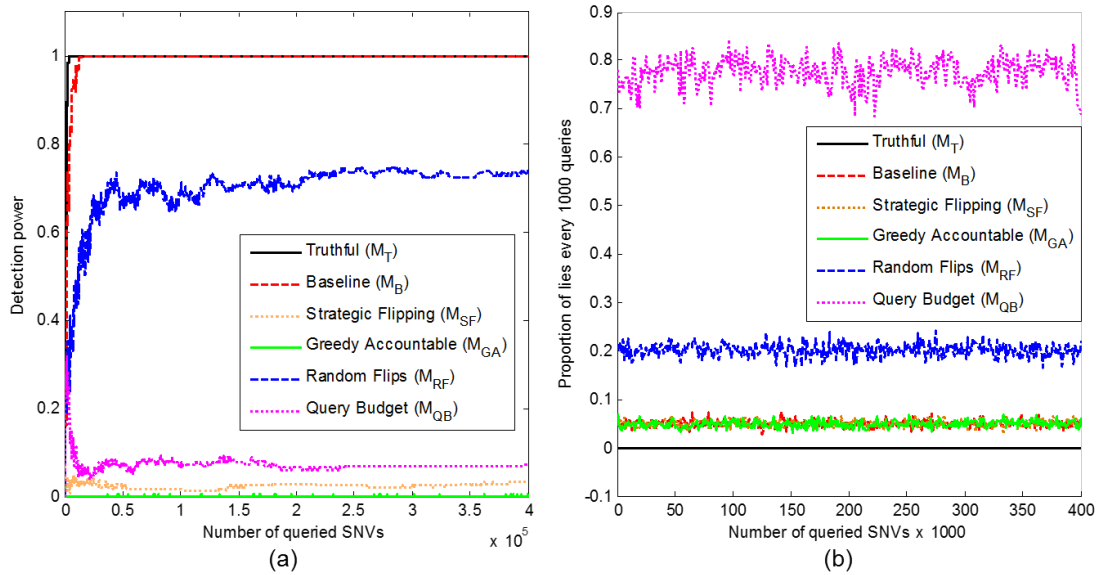 Detection power
1
0.8
0.6
0.4
0.2
0
0 0.5 1 1.5 2 2.5 3 3.5 4
x 10^5
Number of queried SNVs
Truthful (M_T)
Baseline (M_B)
Strategic Flipping (M_SF)
Greedy Accountable (M_GA)
Random Flips (M_RF)
Query Budget (M_QB)
(a)
Proportion of lies every 1000 queries
0.9
0.8
0.7
0.6
0.5
0.4
0.3
0.2
0.1
0
-0.1
0 50 100 150 200 250 300 350 400
Number of queried SNVs x 1000
Truthful (M_T)
Baseline (M_B)
Strategic Flipping (M_SF)
Greedy Accountable (M_GA)
Random Flips (M_RF)
Query Budget (M_QB)
(b)